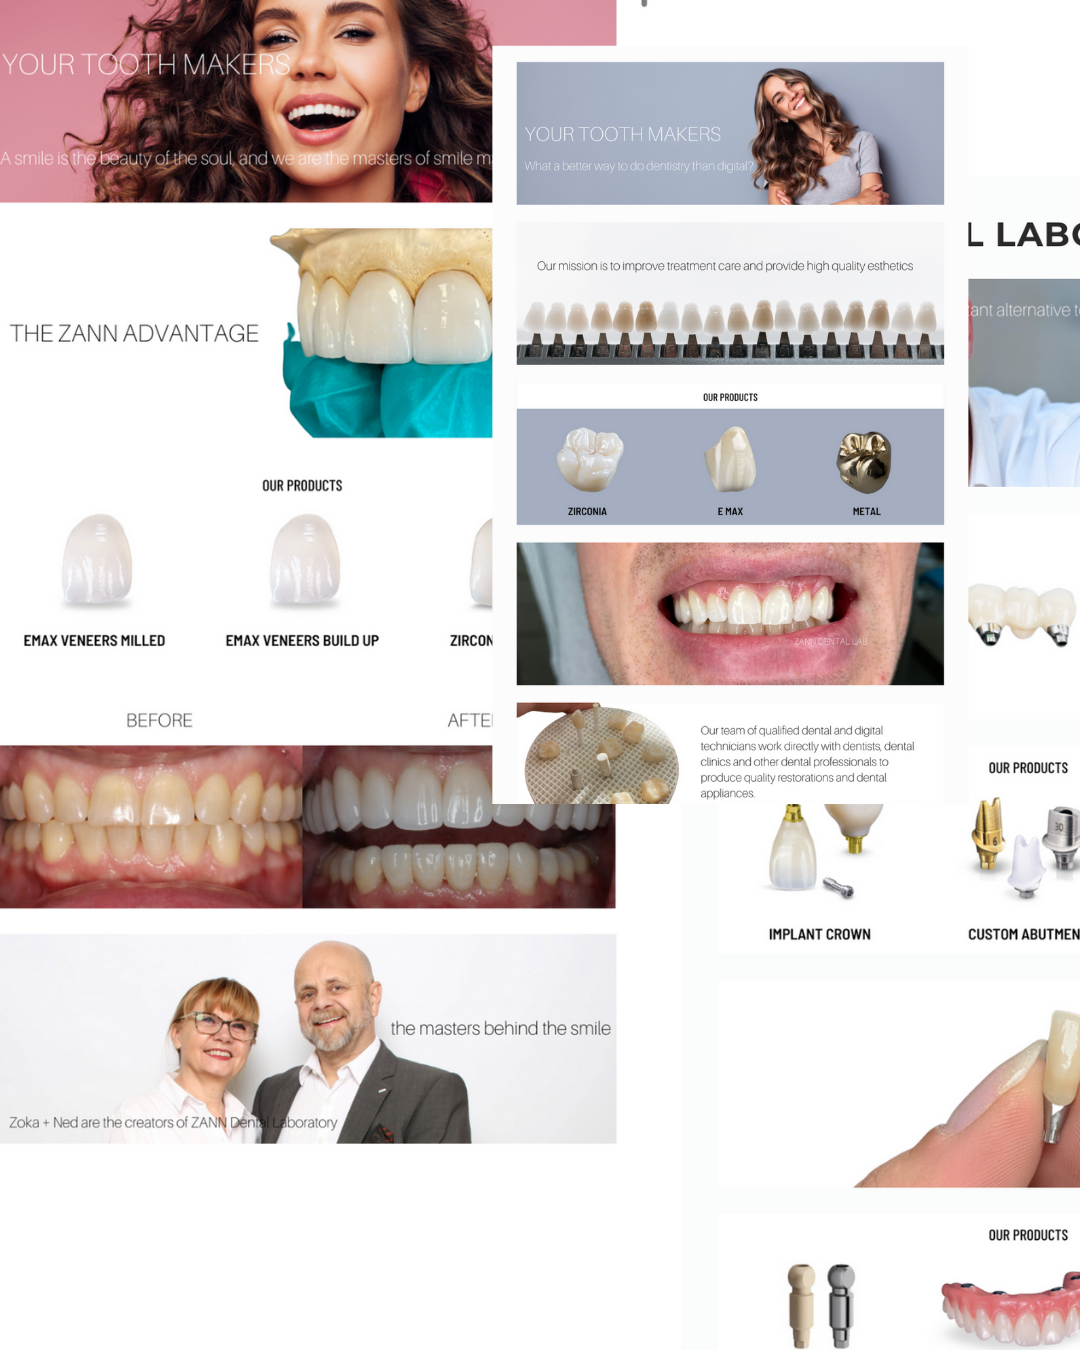 YOUR TOOTH MAKERS
A smile is the beauty of the soul, and we are the masters of smile
THE ZANN ADVANTAGE
OUR PRODUCTS
EMAX VENEERS MILLED
EMAX VENEERS BUILD UP
ZIRCON
BEFORE
AFTE
the masters behind the smile
Zoka + Ned are the creators of ZANN Dental Laboratory
YOUR TOOTH MAKERS
What a better way to do dentistry than digital?
Our mission is to improve treatment care and provide high quality esthetics
OUR PRODUCTS
ZIRCONIA
E MAX
METAL
ZANN DENTAL LAB
Our team of qualified dental and digital
technicians work directly with dentists, dental
clinics and other dental professionals to
produce quality restorations and dental
appliances.
L LABO
ant alternative t
OUR PRODUCTS
6
30
IMPLANT CROWN
CUSTOM ABUTMEN
OUR PRODUCTS